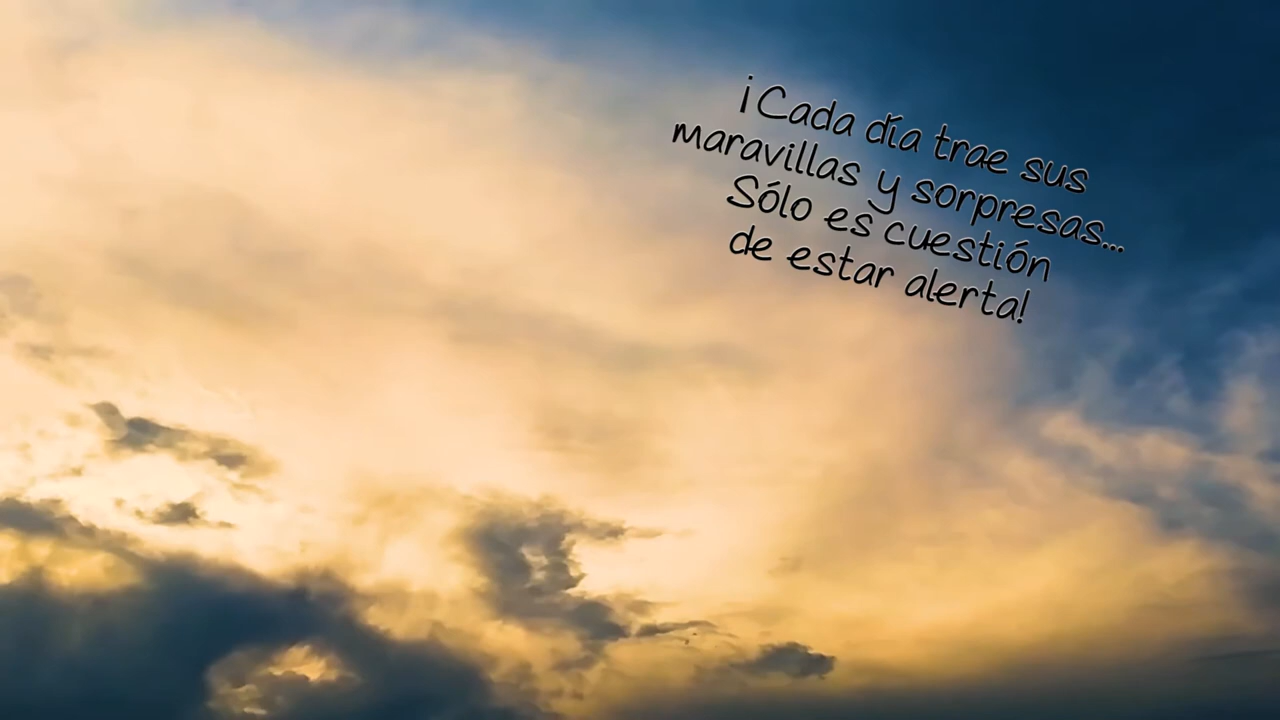 ¡Cada día trae sus
maravillas y sorpresas...
Sólo es cuestión
de estar alerta!